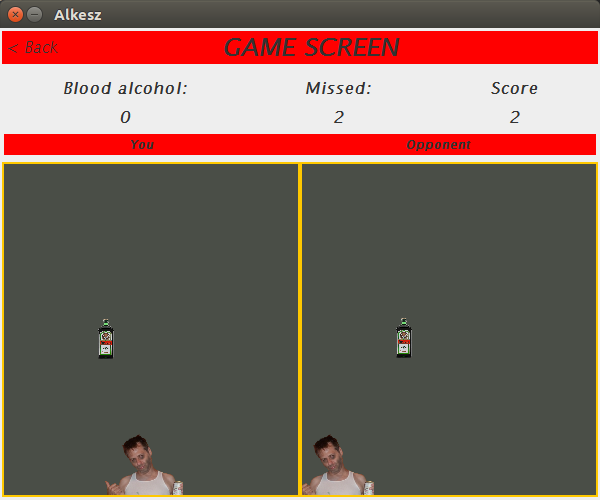 Alkesz
< Back GAME SCREEN
Blood alcohol: Missed: Score
0 2 2
You Opponent